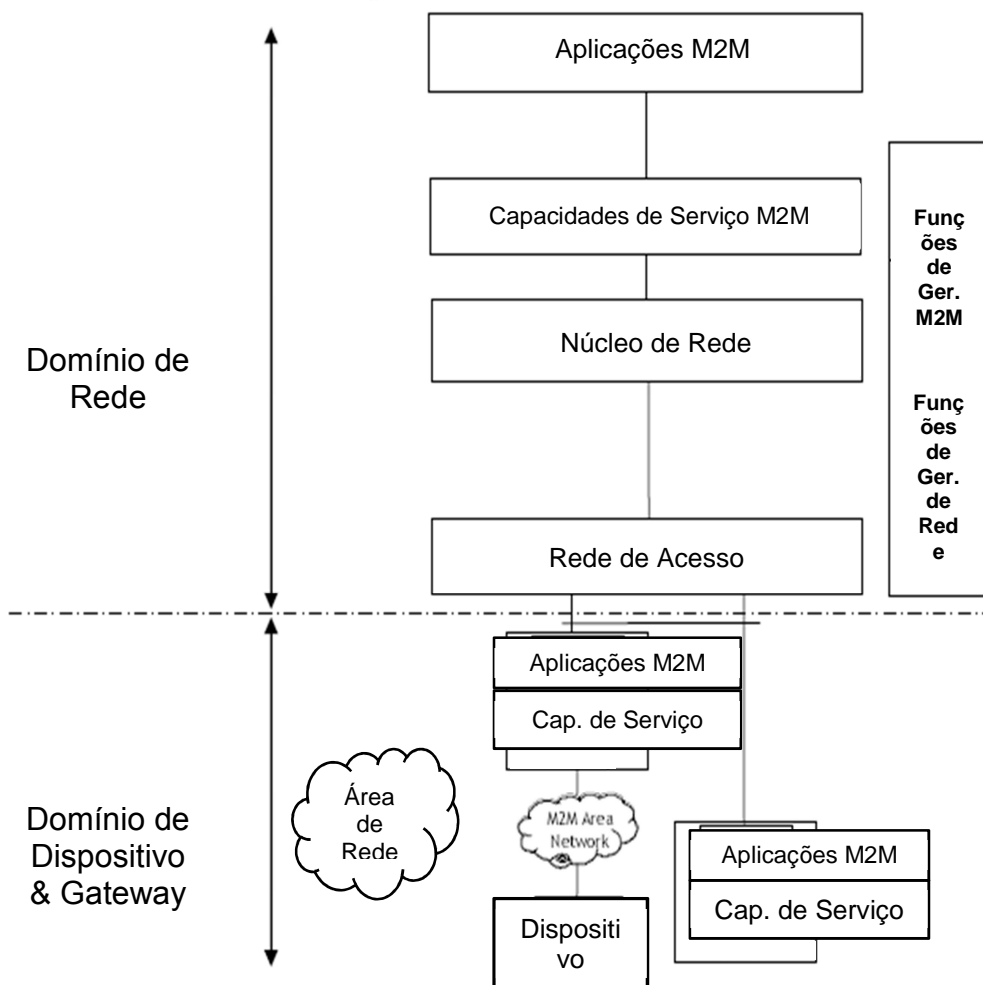 Aplicações M2M
Capacidades de Serviço M2M
Núcleo de Rede
Rede de Acesso
Domínio de
Rede
Funç
ões
de
Ger.
M2M
Funç
ões
de
Ger.
de
Red
e
Aplicações M2M
Cap. de Serviço
Área
de
Rede
M2M Area
Network
Dispositi
vo
Aplicações M2M
Cap. de Serviço
Domínio de
Dispositivo
& Gateway